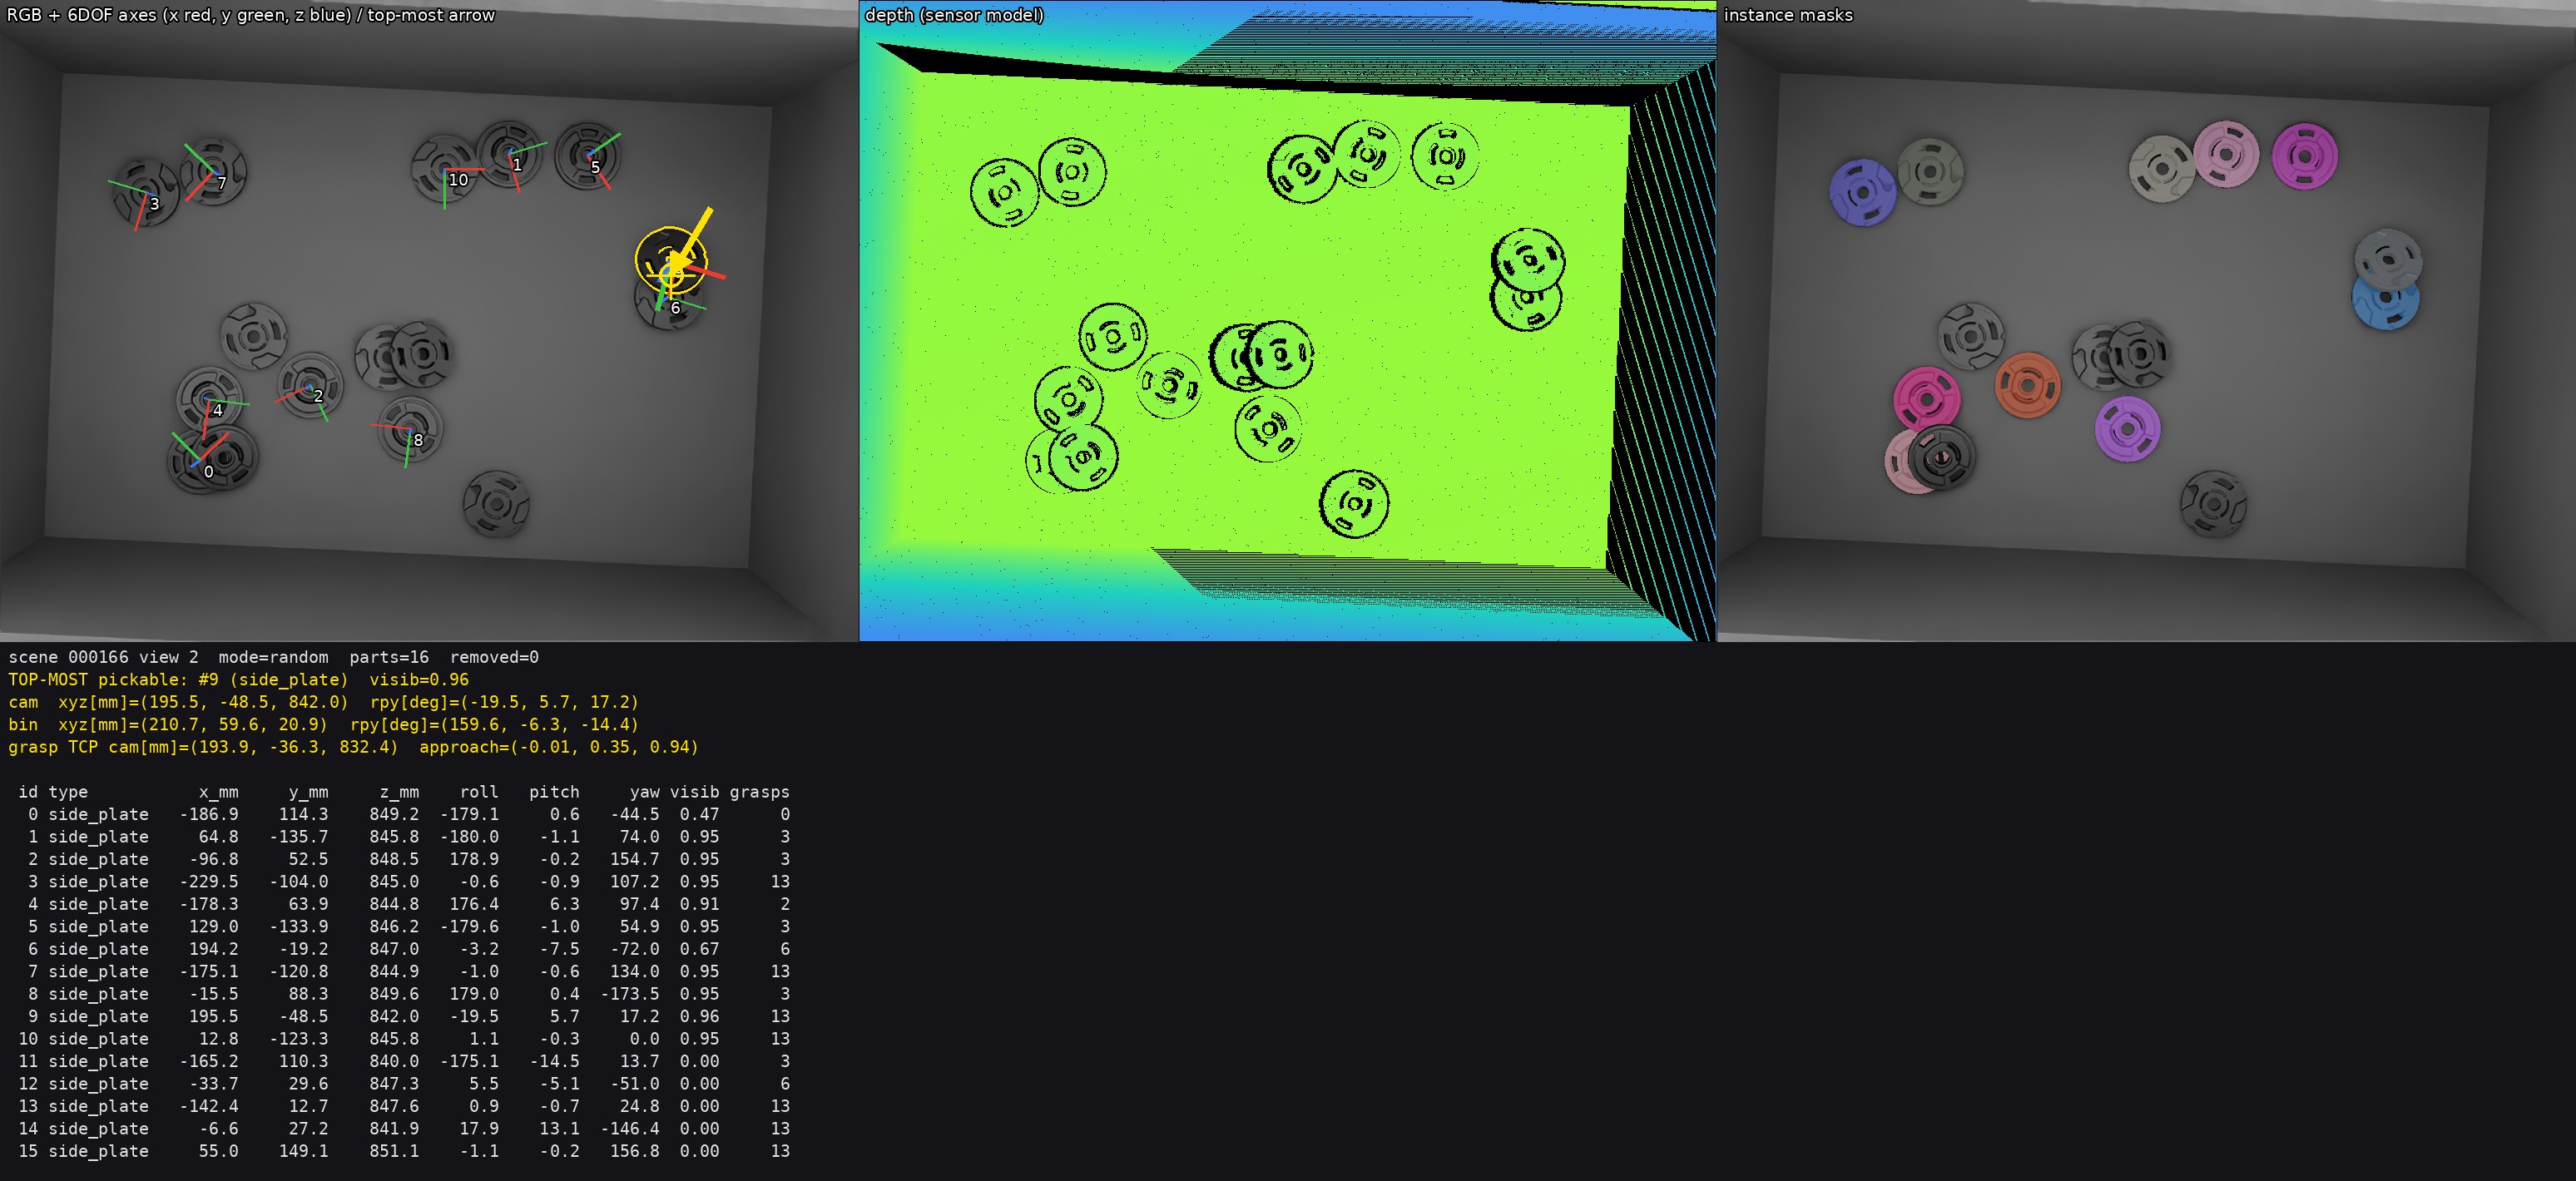 RGB + 6DOF axes (x red, y green, z blue) / top-most arrow
depth (sensor model)
instance masks
3
7
10
1
5
6
2
4
8
0
scene 000166 view 2  mode=random  parts=16  removed=0
TOP-MOST pickable: #9 (side_plate)  visib=0.96
cam  xyz[mm]=(195.5, -48.5, 842.0)  rpy[deg]=(-19.5, 5.7, 17.2)
bin  xyz[mm]=(210.7, 59.6, 20.9)  rpy[deg]=(159.6, -6.3, -14.4)
grasp TCP cam[mm]=(193.9, -36.3, 832.4)  approach=(-0.01, 0.35, 0.94)
id type x_mm y_mm z_mm roll pitch yaw visib grasps
0 side_plate -186.9 114.3 849.2 -179.1 0.6 -44.5 0.47 0
1 side_plate 64.8 -135.7 845.8 -180.0 -1.1 74.0 0.95 3
2 side_plate -96.8 52.5 848.5 178.9 -0.2 154.7 0.95 3
3 side_plate -229.5 -104.0 845.0 -0.6 -0.9 107.2 0.95 13
4 side_plate -178.3 63.9 844.8 176.4 6.3 97.4 0.91 2
5 side_plate 129.0 -133.9 846.2 -179.6 -1.0 54.9 0.95 3
6 side_plate 194.2 -19.2 847.0 -3.2 -7.5 -72.0 0.67 6
7 side_plate -175.1 -120.8 844.9 -1.0 -0.6 134.0 0.95 13
8 side_plate -15.5 88.3 849.6 179.0 0.4 -173.5 0.95 3
9 side_plate 195.5 -48.5 842.0 -19.5 5.7 17.2 0.96 13
10 side_plate 12.8 -123.3 845.8 1.1 -0.3 0.0 0.95 13
11 side_plate -165.2 110.3 840.0 -175.1 -14.5 13.7 0.00 3
12 side_plate -33.7 29.6 847.3 5.5 -5.1 -51.0 0.00 6
13 side_plate -142.4 12.7 847.6 0.9 -0.7 24.8 0.00 13
14 side_plate -6.6 27.2 841.9 17.9 13.1 -146.4 0.00 13
15 side_plate 55.0 149.1 851.1 -1.1 -0.2 156.8 0.00 13